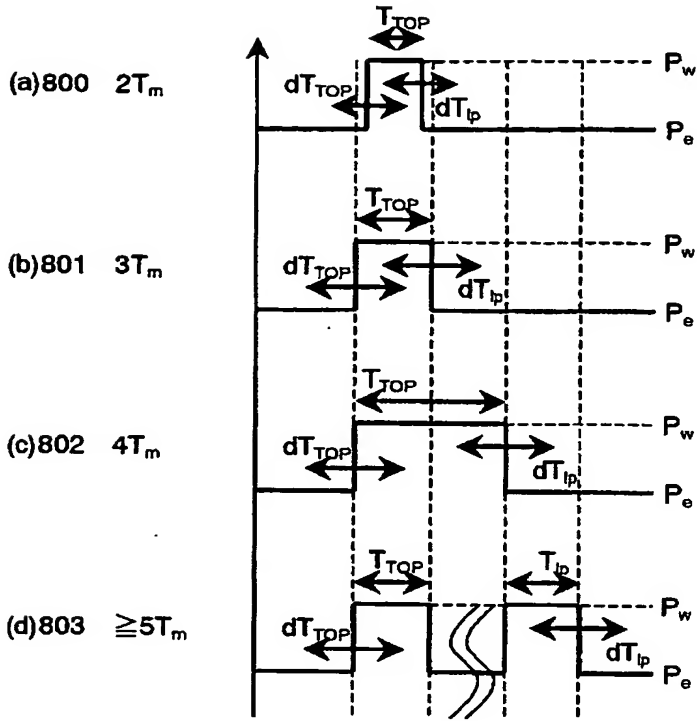 T_TOP
(a)800 2T_m dT_TOP dT_lp P_w
P_e
T_TOP
(b)801 3T_m dT_TOP dT_lp P_w
P_e
T_TOP
(c)802 4T_m dT_TOP dT_lp P_w
P_e
T_TOP T_lp
(d)803 ≧5T_m dT_TOP dT_lp P_w
P_e